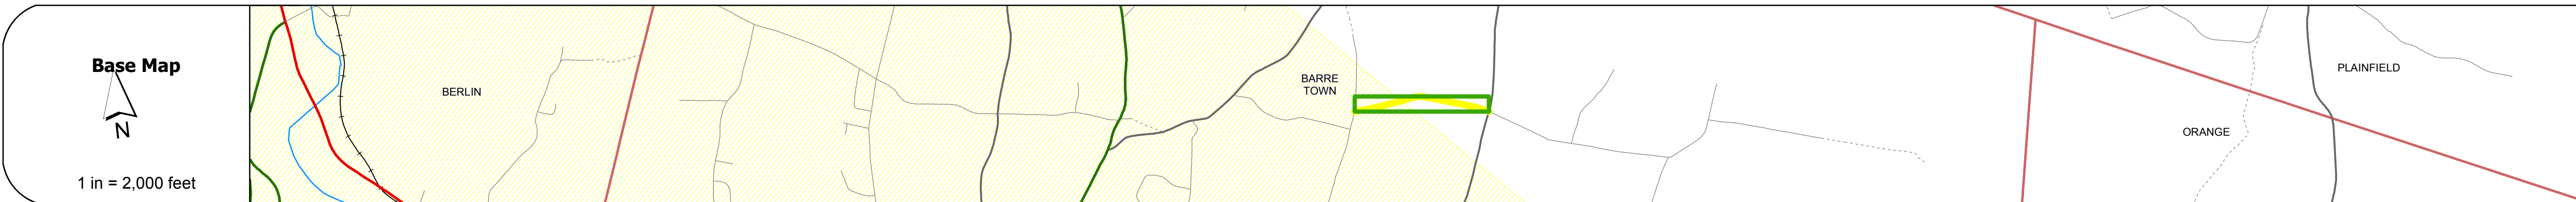 Base Map
N
1 in = 2,000 feet
BERLIN
BARRE
TOWN
PLAINFIELD
ORANGE